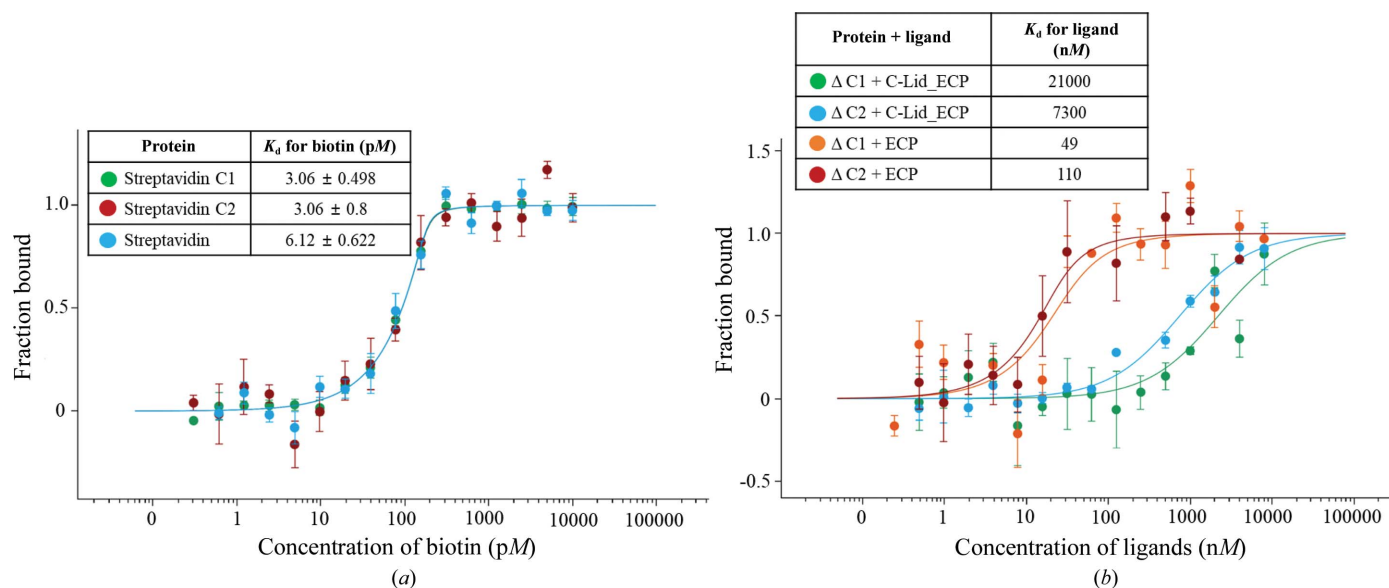 Protein
K_d for biotin (pM)
Streptavidin C1
3.06 ± 0.498
Streptavidin C2
3.06 ± 0.8
Streptavidin
6.12 ± 0.622
Fraction bound
1.0
0.5
0
0
1
10
100
1000
10000
100000
Concentration of biotin (pM)
(a)
Protein + ligand
K_d for ligand
(nM)
Δ C1 + C-Lid_ECP
21000
Δ C2 + C-Lid_ECP
7300
Δ C1 + ECP
49
Δ C2 + ECP
110
Fraction bound
1.5
1.0
0.5
0
-0.5
0
1
10
100
1000
10000
100000
Concentration of ligands (nM)
(b)